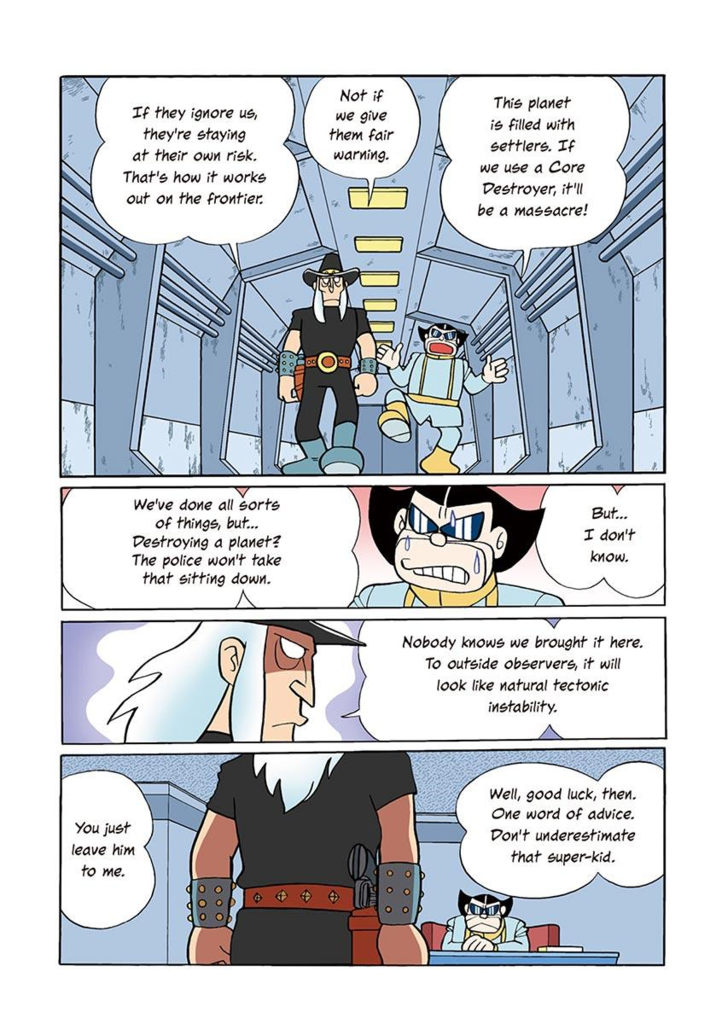 This planet
is filled with
settlers. If
we use a Core
Destroyer, it'll
be a massacre!
Not if
we give
them fair
warning.
If they ignore us,
they're staying
at their own risk.
That's how it works
out on the frontier.
But...
I don't
know.
We've done all sorts
of things, but...
Destroying a planet?
The police won't take
that sitting down.
Nobody knows we brought it here.
To outside observers, it will
look like natural tectonic
instability.
Well, good luck, then.
One word of advice.
Don't underestimate
that super-kid.
You just
leave him
to me.